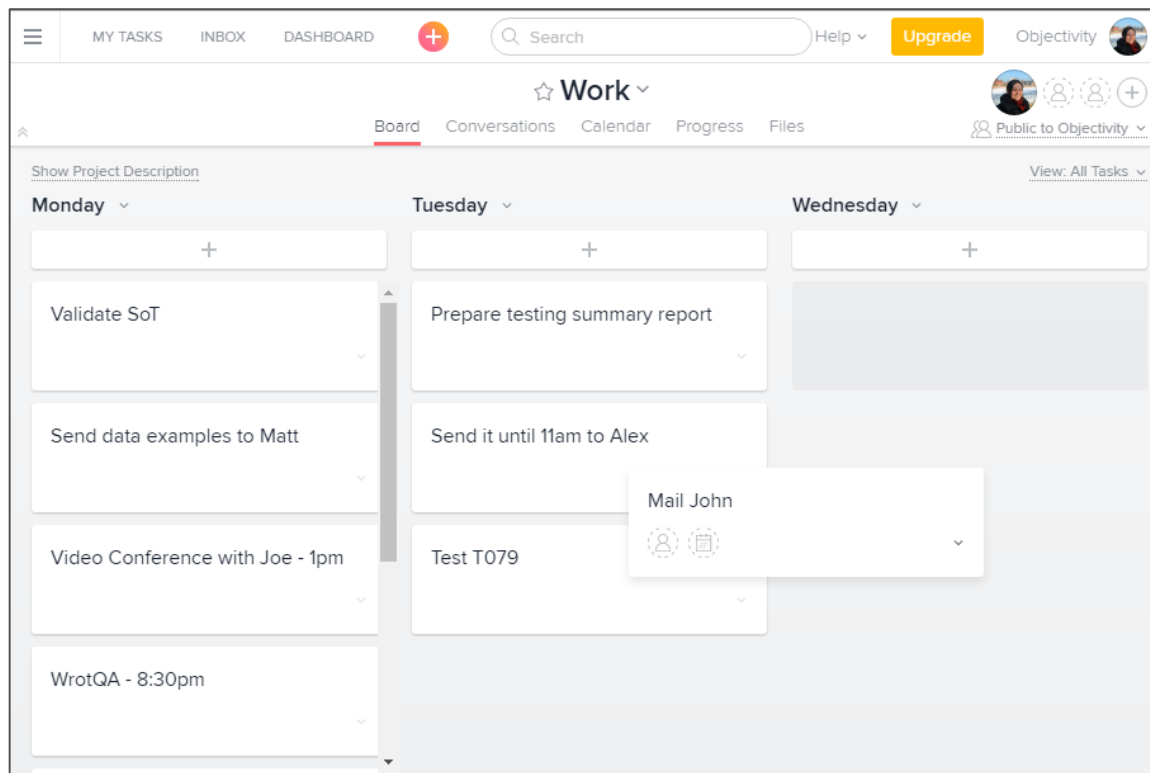 MY TASKS INBOX DASHBOARD Search Help Upgrade Objectivity
Work
Board Conversations Calendar Progress Files Public to Objectivity
Show Project Description View: All Tasks
Monday Tuesday Wednesday
Validate SoT Prepare testing summary report
Send data examples to Matt Send it until 11am to Alex
Mail John
Video Conference with Joe - 1pm Test T079
WrotQA - 8:30pm